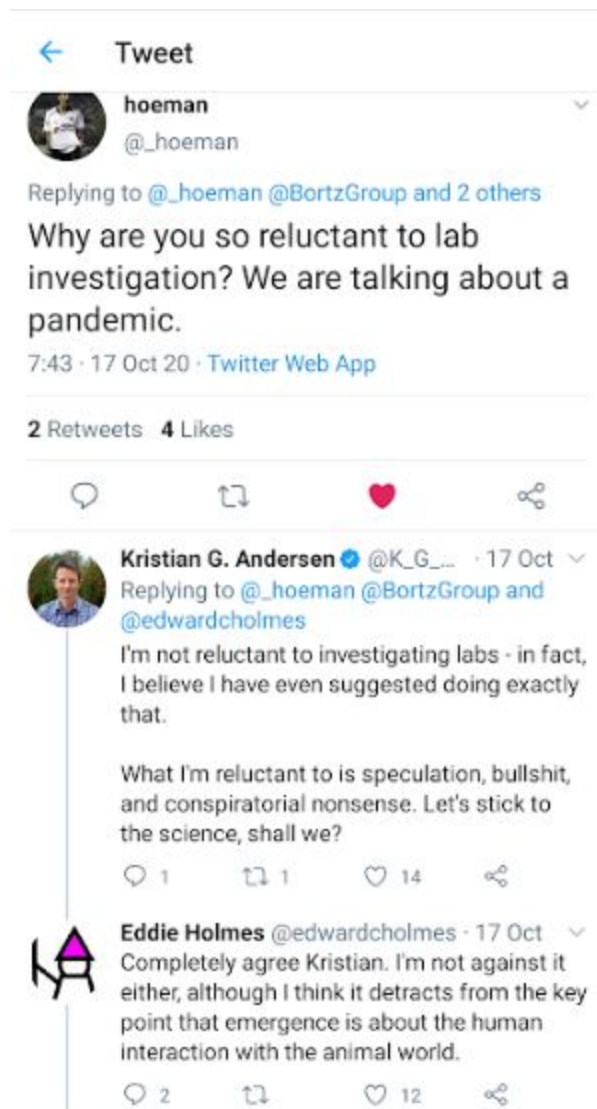 Tweet
hoeman
@_hoeman
Replying to @_hoeman @BortzGroup and 2 others
Why are you so reluctant to lab
investigation? We are talking about a
pandemic.
7:43 · 17 Oct 20 · Twitter Web App
2 Retweets 4 Likes
Kristian G. Andersen @K_G_... · 17 Oct
Replying to @_hoeman @BortzGroup and
@edwardcholmes
I'm not reluctant to investigating labs - in fact,
I believe I have even suggested doing exactly
that.
What I'm reluctant to is speculation, bullshit,
and conspiratorial nonsense. Let's stick to
the science, shall we?
1 1 14
Eddie Holmes @edwardcholmes · 17 Oct
Completely agree Kristian. I'm not against it
either, although I think it detracts from the key
point that emergence is about the human
interaction with the animal world.
2 12